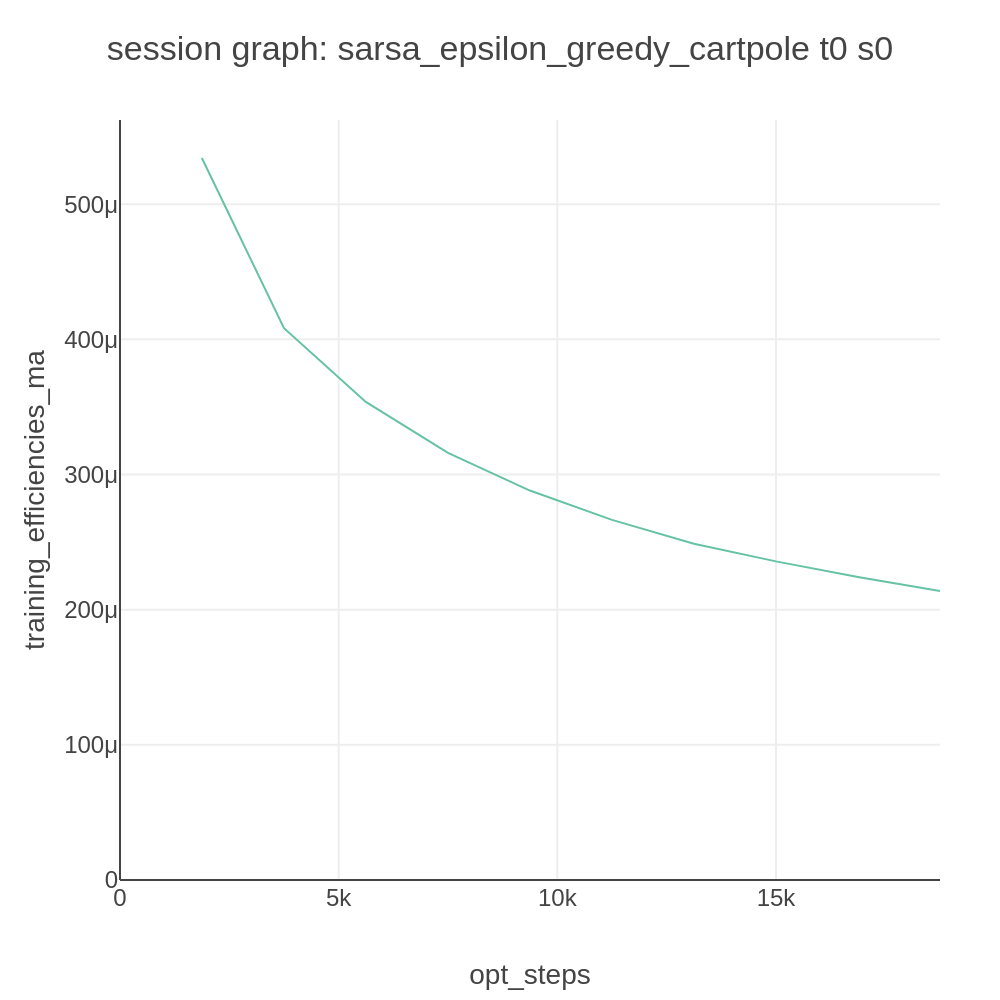 session graph: sarsa_epsilon_greedy_cartpole t0 s0
training_efficiencies_ma
500μ
400μ
300μ
200μ
100μ
0
0 5k 10k 15k
opt_steps